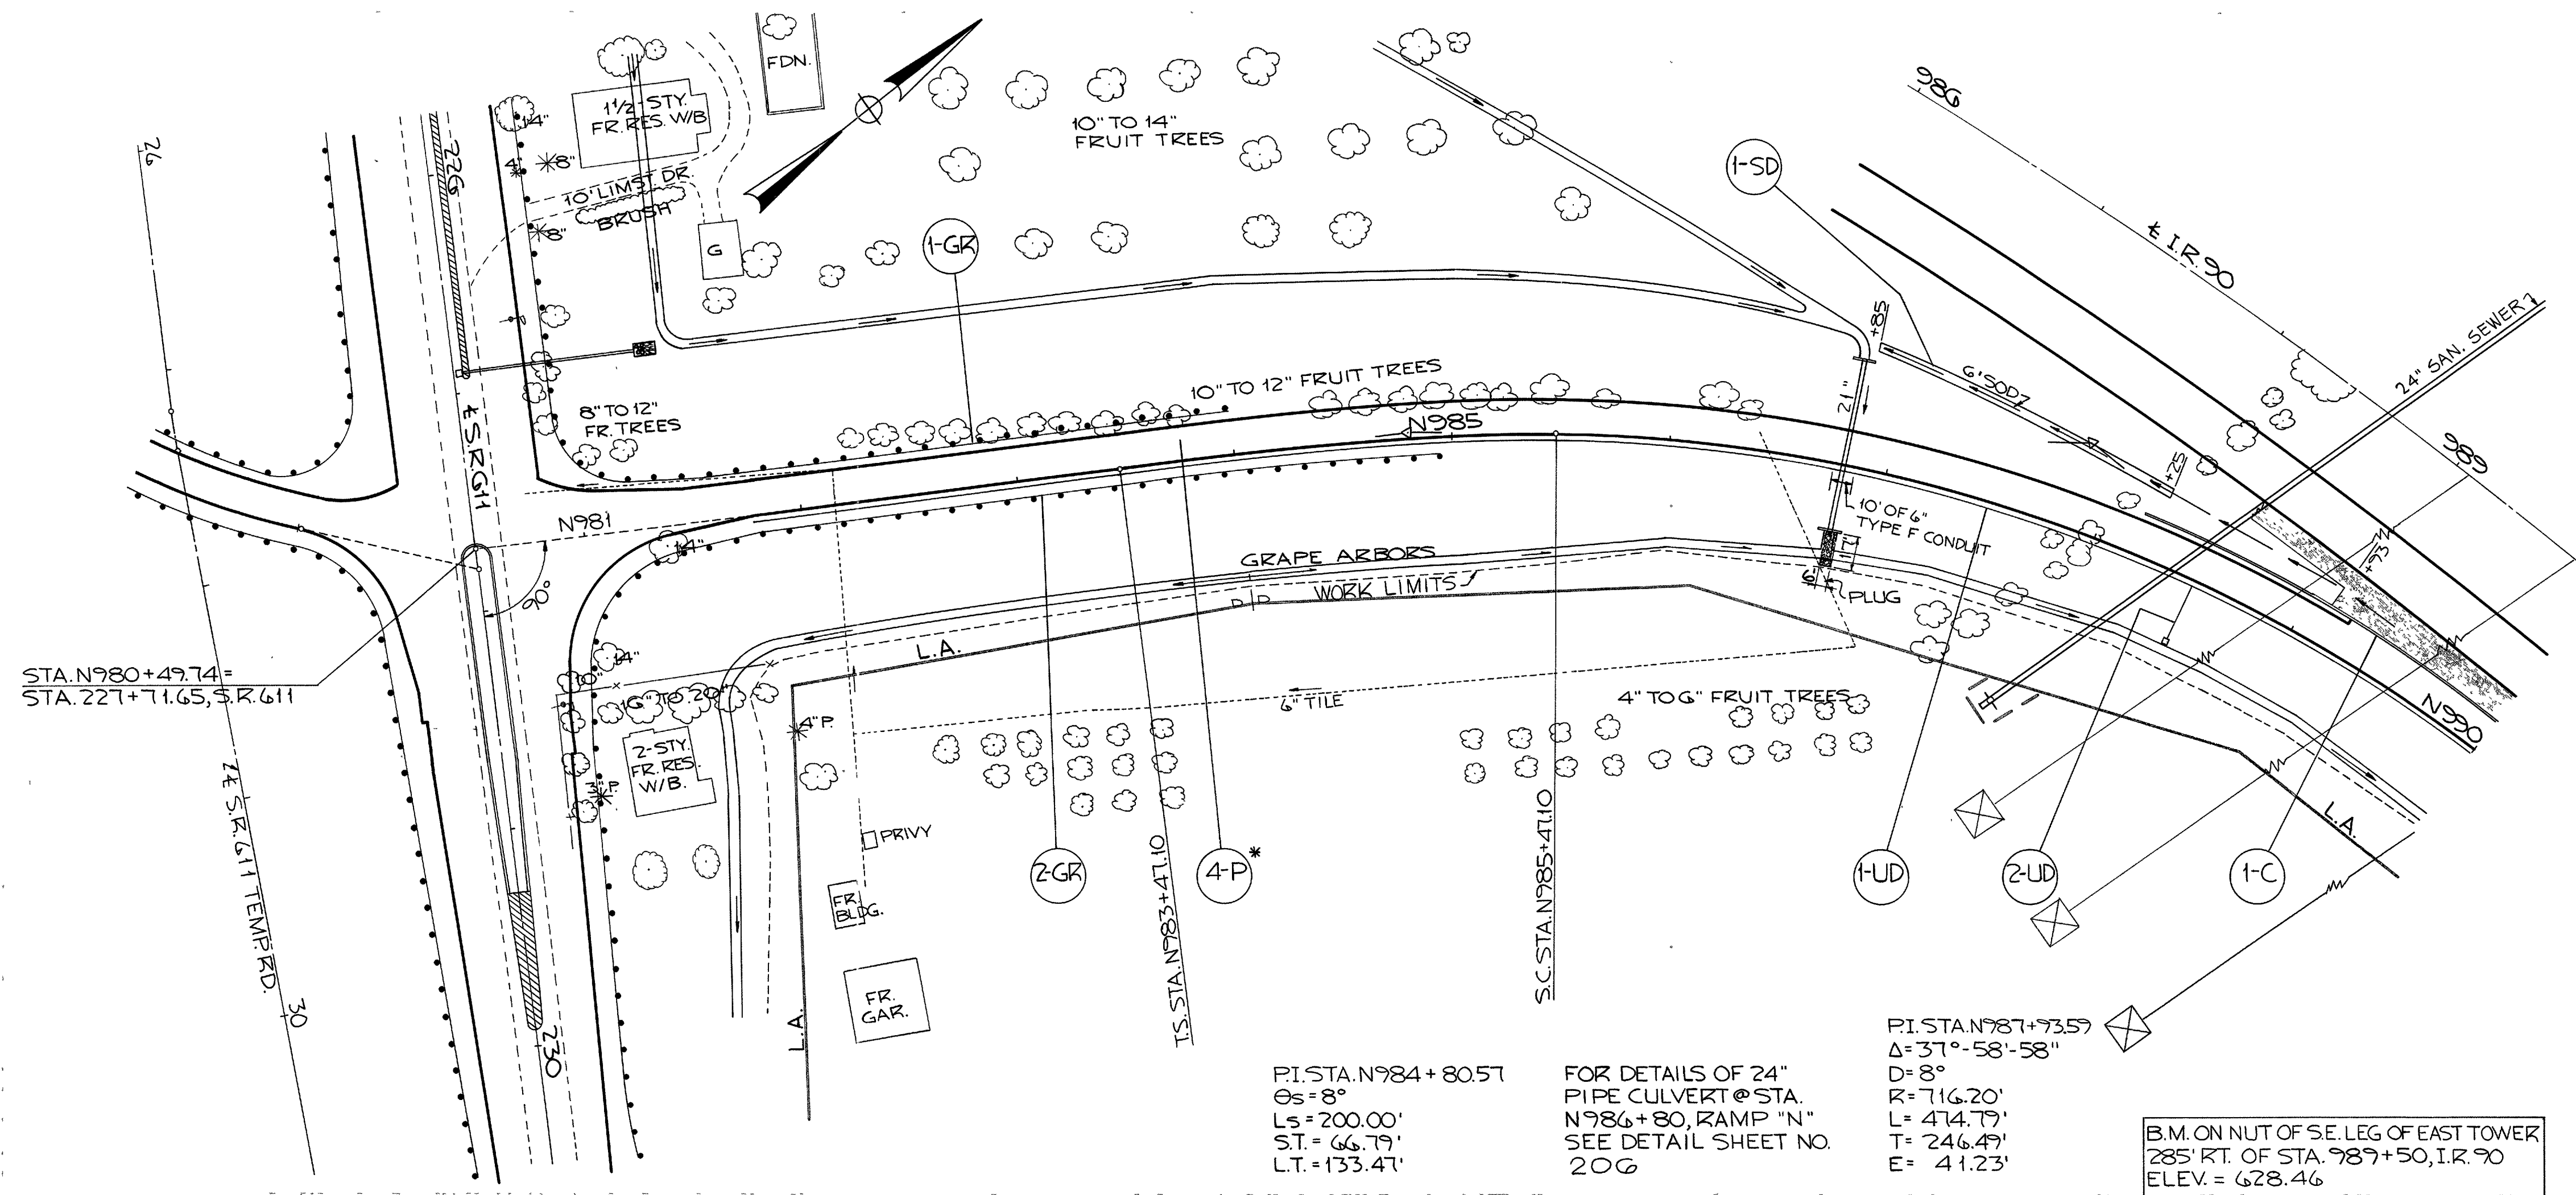 FDN.
1½-STY.
FR. RES. W/B
14"
4"
8"
10' LIMST DR.
BRUSH
8"
G
26
226
10" TO 14"
FRUIT TREES
1-GR
1-SD
986
℄ I.R. 90
+85
6' SOD
24" SAN. SEWER
989
+25
+93
21"
10" TO 12" FRUIT TREES
N985
8" TO 12"
FR. TREES
℄ S.R. 611
N981
14"
90°
GRAPE ARBORS
WORK LIMITS
10' OF 6"
TYPE F CONDUIT
12'
6'
PLUG
L.A.
STA. N980+49.74 =
STA. 227+71.65, S.R. 611
14"
10"
16" TO 20"
4" P.
2-STY.
FR. RES.
W/B.
3" P.
6" TILE
4" TO 6" FRUIT TREES
N990
L.A.
℄ S.R. 611 TEMP. RD.
30
230
PRIVY
FR.
BLDG.
FR.
GAR.
L.A.
2-GR
T.S. STA. N983+47.10
4-P*
S.C. STA. N985+47.10
1-UD
2-UD
1-C
P.I. STA. N984+80.57
Θs = 8°
Ls = 200.00'
S.T. = 66.79'
L.T. = 133.47'
FOR DETAILS OF 24"
PIPE CULVERT @ STA.
N986+80, RAMP "N"
SEE DETAIL SHEET NO.
206
P.I. STA. N987+93.59
Δ = 37°-58'-58"
D = 8°
R = 716.20'
L = 474.79'
T = 246.49'
E = 41.23'
B.M. ON NUT OF S.E. LEG OF EAST TOWER
285' RT. OF STA. 989+50, I.R. 90
ELEV. = 628.46